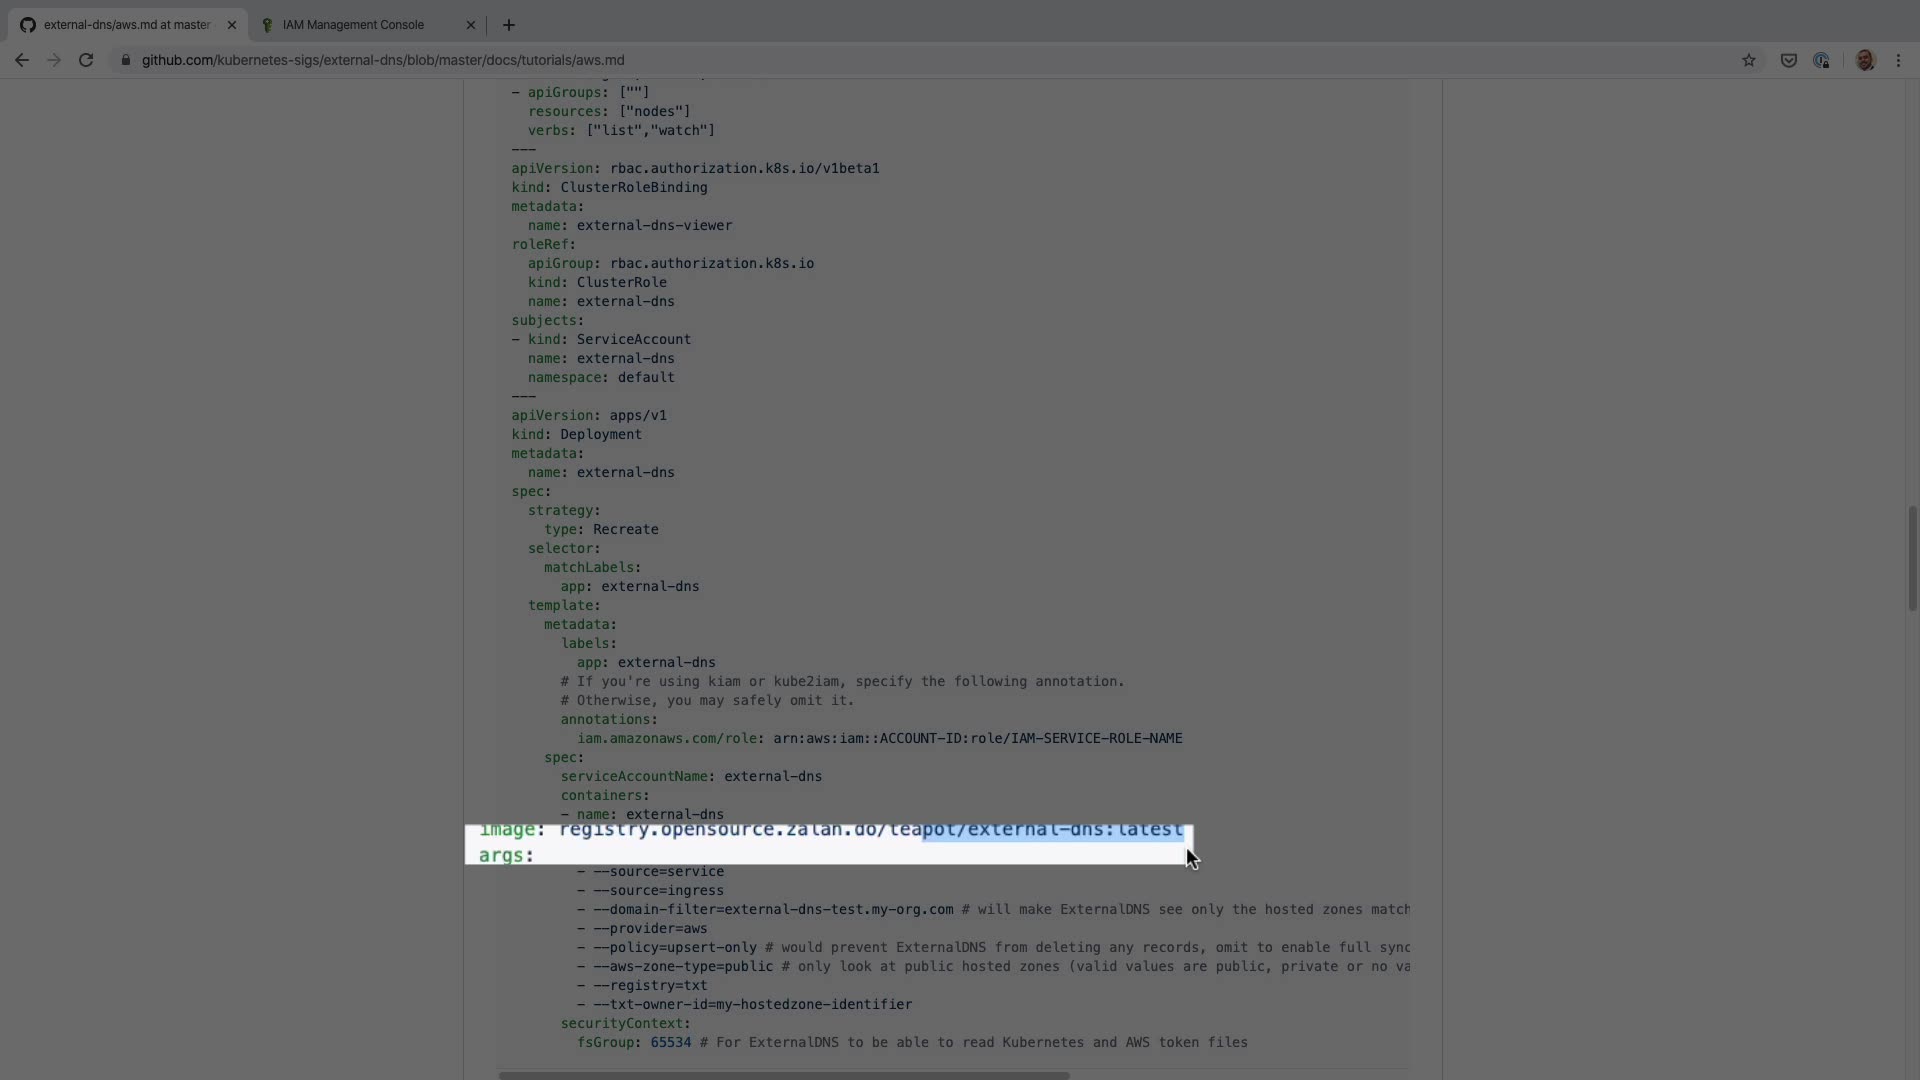 external-dns/aws.md at master
IAM Management Console
github.com/kubernetes-sigs/external-dns/blob/master/docs/tutorials/aws.md
- apiGroups: [""]
  resources: ["nodes"]
  verbs: ["list","watch"]
---
apiVersion: rbac.authorization.k8s.io/v1beta1
kind: ClusterRoleBinding
metadata:
  name: external-dns-viewer
roleRef:
  apiGroup: rbac.authorization.k8s.io
  kind: ClusterRole
  name: external-dns
subjects:
- kind: ServiceAccount
  name: external-dns
  namespace: default
---
apiVersion: apps/v1
kind: Deployment
metadata:
  name: external-dns
spec:
  strategy:
    type: Recreate
  selector:
    matchLabels:
      app: external-dns
  template:
    metadata:
      labels:
        app: external-dns
      # If you're using kiam or kube2iam, specify the following annotation.
      # Otherwise, you may safely omit it.
      annotations:
        iam.amazonaws.com/role: arn:aws:iam::ACCOUNT-ID:role/IAM-SERVICE-ROLE-NAME
    spec:
      serviceAccountName: external-dns
      containers:
      - name: external-dns
image: registry.opensource.zalan.do/teapot/external-dns:latest
args:
        - --source=service
        - --source=ingress
        - --domain-filter=external-dns-test.my-org.com # will make ExternalDNS see only the hosted zones match
        - --provider=aws
        - --policy=upsert-only # would prevent ExternalDNS from deleting any records, omit to enable full sync
        - --aws-zone-type=public # only look at public hosted zones (valid values are public, private or no va
        - --registry=txt
        - --txt-owner-id=my-hostedzone-identifier
      securityContext:
        fsGroup: 65534 # For ExternalDNS to be able to read Kubernetes and AWS token files